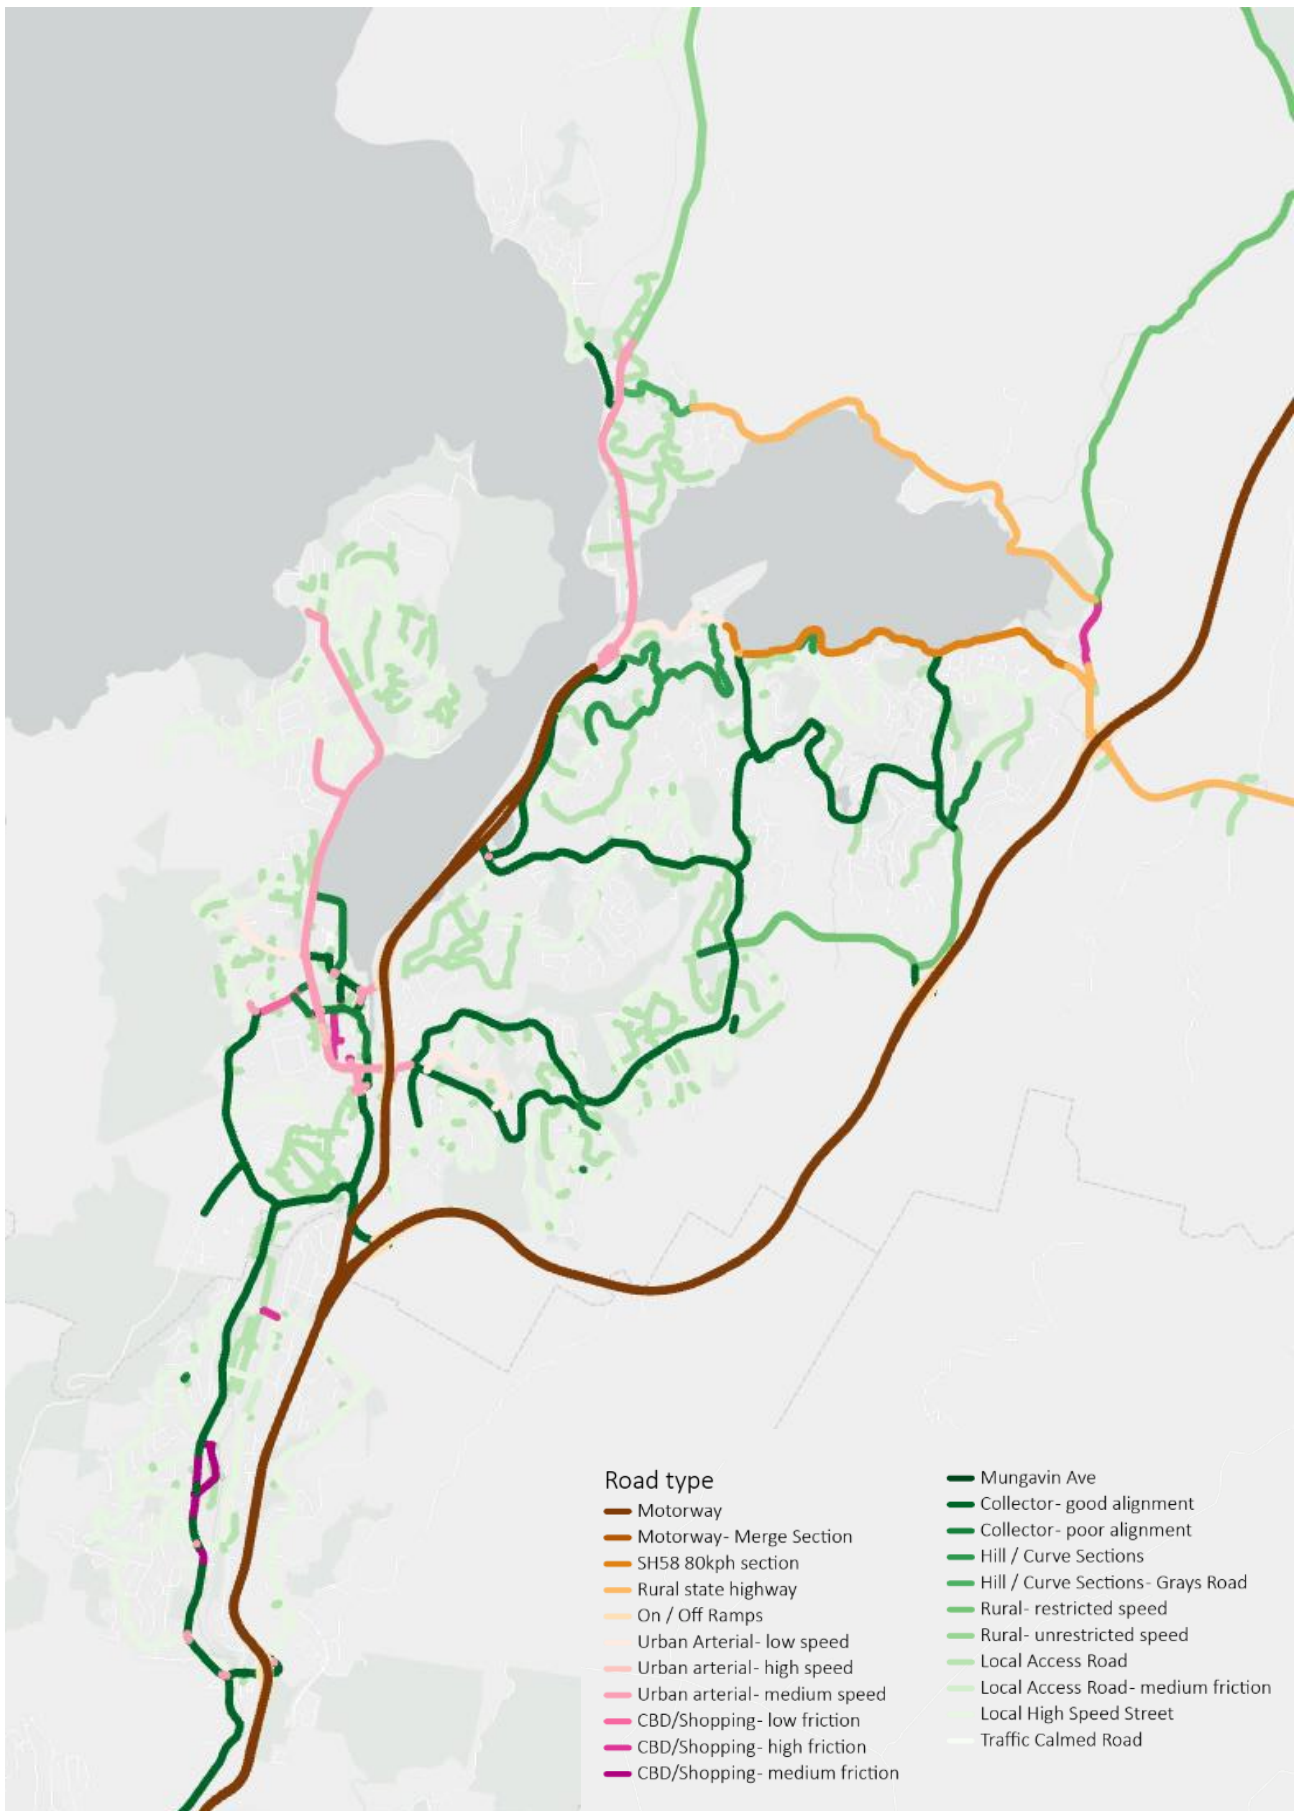 Road type
Motorway
Motorway- Merge Section
SH58 80kph section
Rural state highway
On / Off Ramps
Urban Arterial- low speed
Urban arterial- high speed
Urban arterial- medium speed
CBD/Shopping- low friction
CBD/Shopping- high friction
CBD/Shopping- medium friction
Mungavin Ave
Collector- good alignment
Collector- poor alignment
Hill / Curve Sections
Hill / Curve Sections- Grays Road
Rural- restricted speed
Rural- unrestricted speed
Local Access Road
Local Access Road- medium friction
Local High Speed Street
Traffic Calmed Road